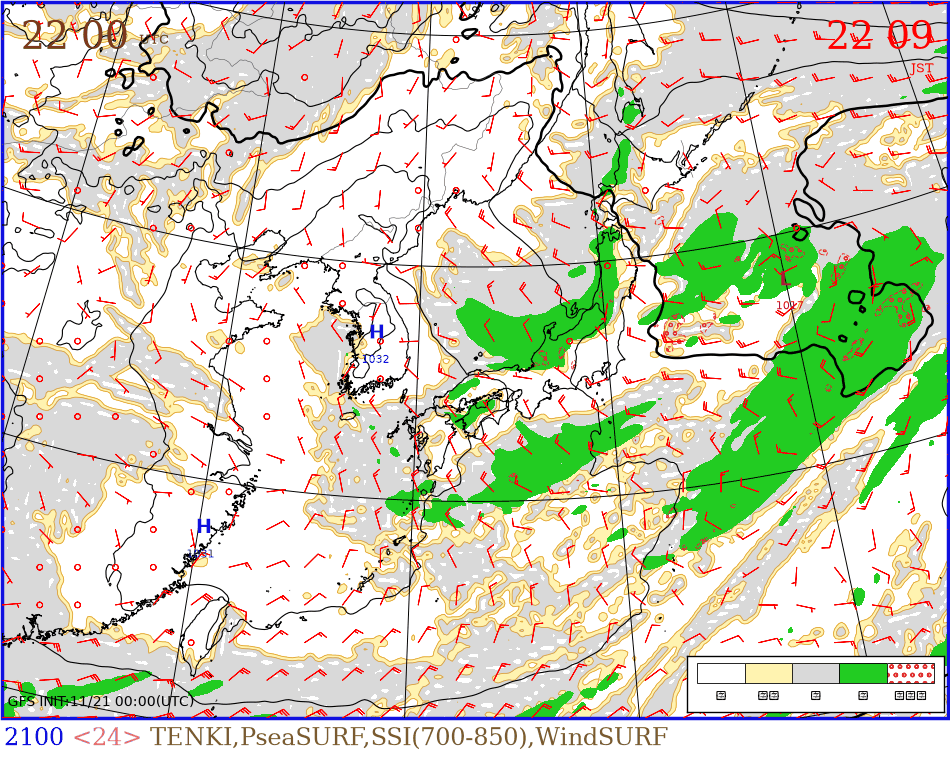 22 00 UTC
22 09
JST
H
1032
1017
H
GFS INIT:11/21 00:00(UTC)
2100 <24> TENKI,PseaSURF,SSI(700-850),WindSURF